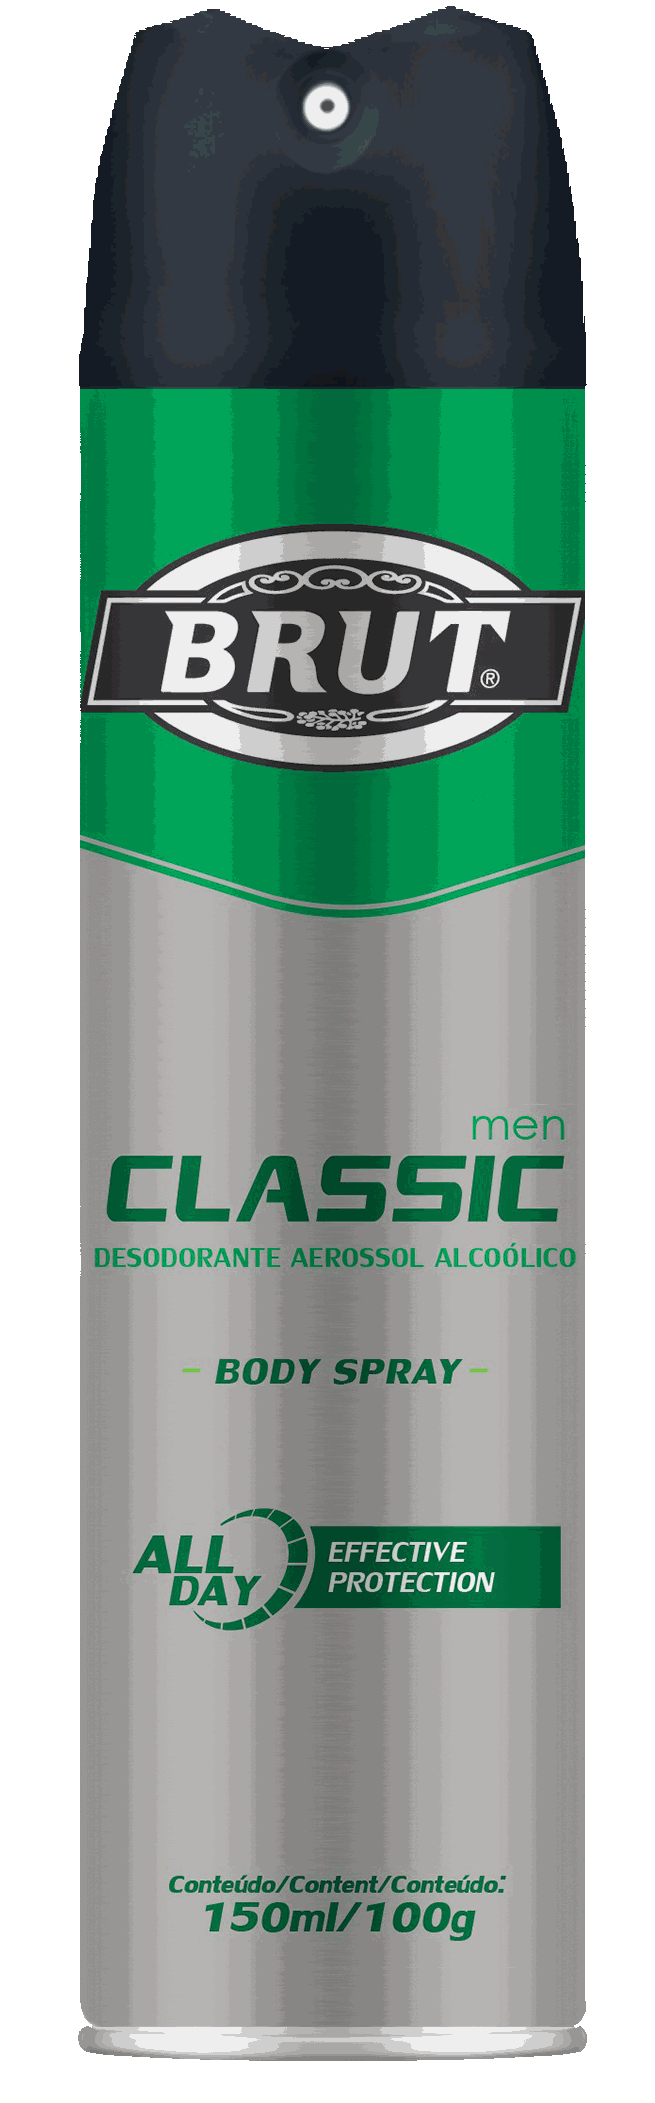 BRUT®
men
CLASSIC
DESODORANTE AEROSSOL ALCOÓLICO
- BODY SPRAY -
ALL
DAY
EFFECTIVE
PROTECTION
Conteúdo/Content/Conteúdo:
150ml/100g